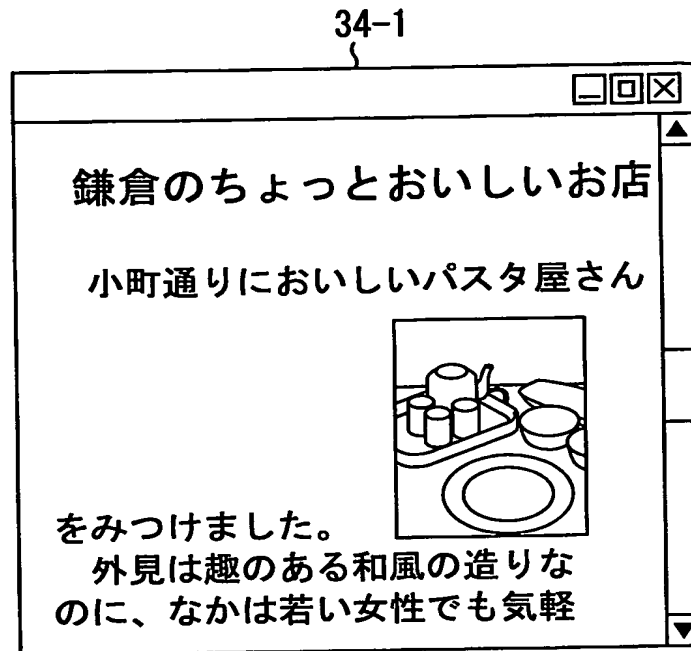 34-1
鎌倉のちょっとおいしいお店
小町通りにおいしいパスタ屋さん
をみつけました。
外見は趣のある和風の造りな
のに、なかは若い女性でも気軽